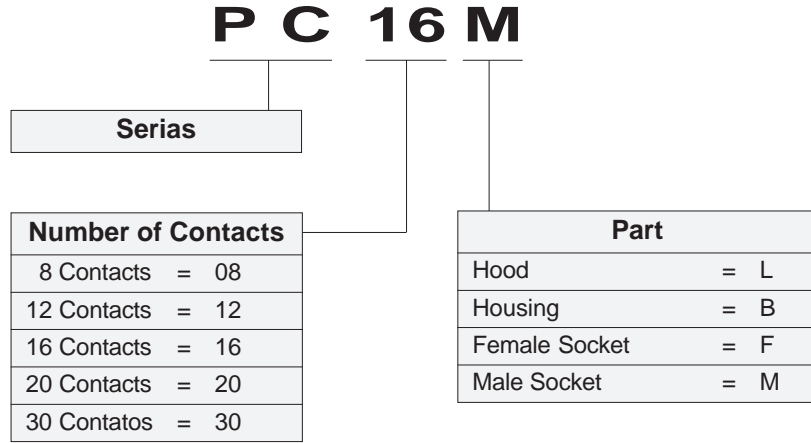 P C 16 M
Serias
Number of Contacts
8 Contacts = 08
12 Contacts = 12
16 Contacts = 16
20 Contacts = 20
30 Contatos = 30
Part
Hood = L
Housing = B
Female Socket = F
Male Socket = M